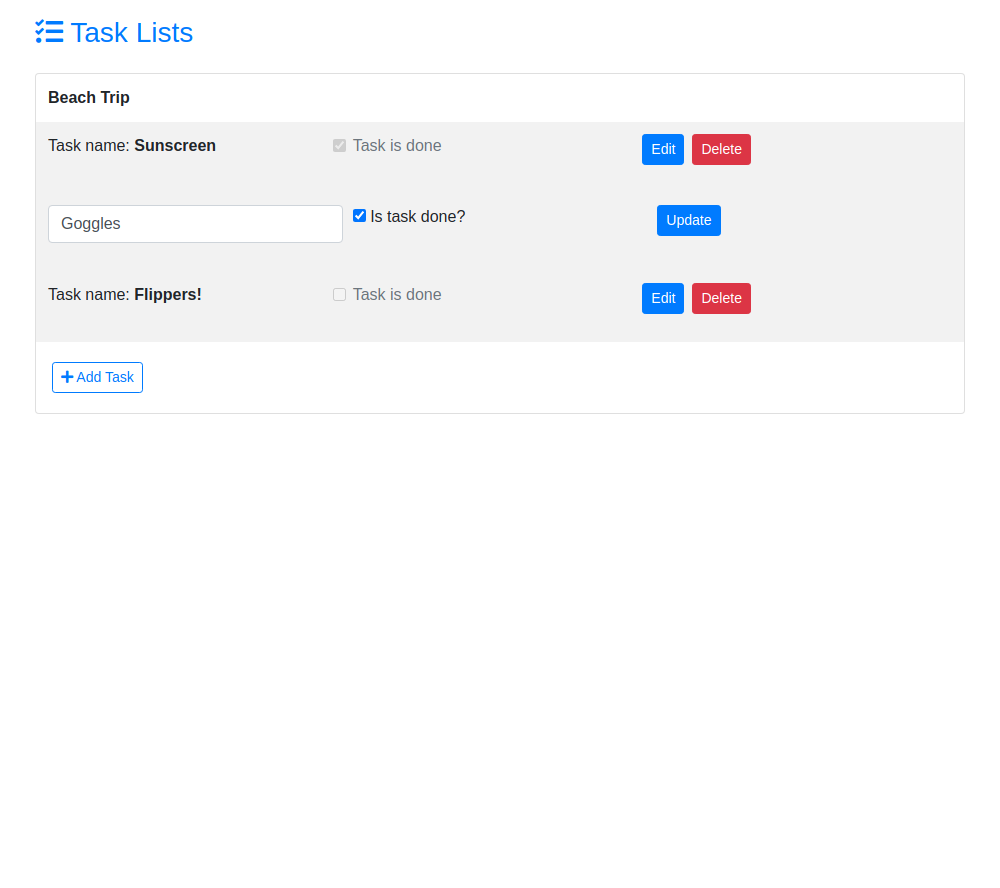 Task Lists
Beach Trip
Task name: Sunscreen Task is done Edit Delete
Goggles Is task done? Update
Task name: Flippers! Task is done Edit Delete
Add Task